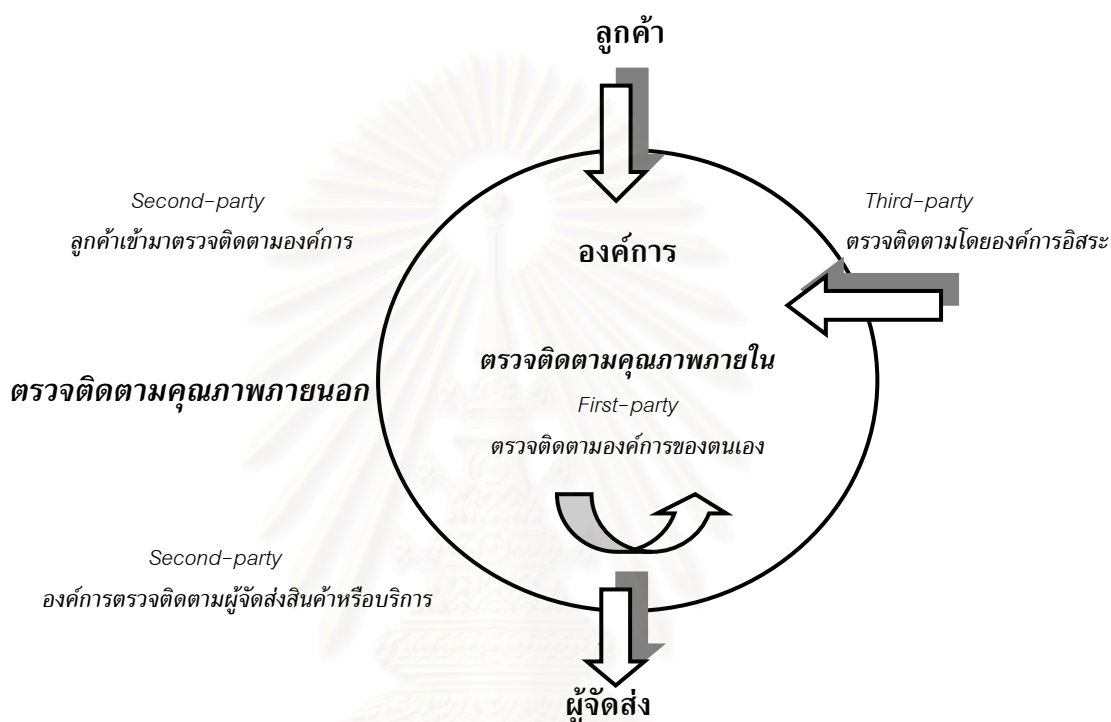 ลูกค้า
Second-party
ลูกค้าเข้ามาตรวจติดตามองค์การ
Third-party
ตรวจติดตามโดยองค์การอิสระ
องค์การ
ตรวจติดตามคุณภาพภายนอก
ตรวจติดตามคุณภาพภายใน
First-party
ตรวจติดตามองค์การของตนเอง
Second-party
องค์การตรวจติดตามผู้จัดส่งสินค้าหรือบริการ
ผู้จัดส่ง